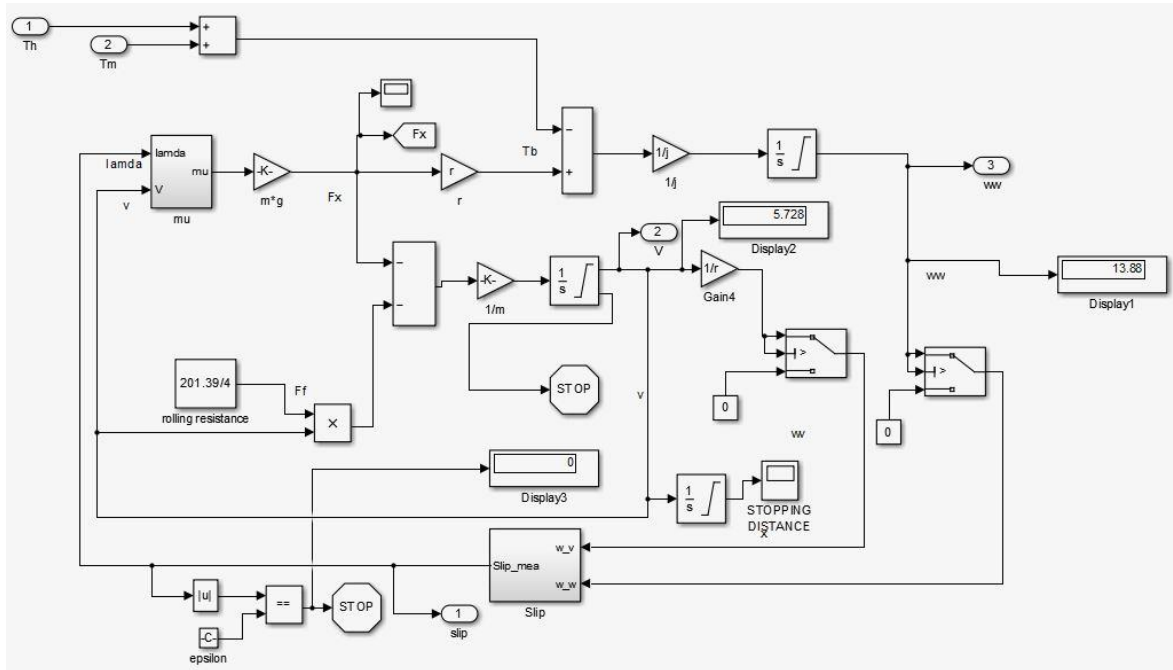 1
Th
2
Tm
+
+
Fx
lamda
lamda
mu
V
v
mu
-K-
m*g
Fx
r
r
Tb
−
+
1/j
1/j
1
s
3
ww
5.728
Display2
2
V
−
−
-K-
1/m
1
s
1/r
Gain4
ww
13.88
Display1
>
>
0
0
STOP
v
wv
201.39/4
rolling resistance
Ff
×
0
Display3
1
s
STOPPING
DISTANCE
x
Slip_mea
w_v
w_w
Slip
|u|
==
STOP
1
slip
-C-
epsilon